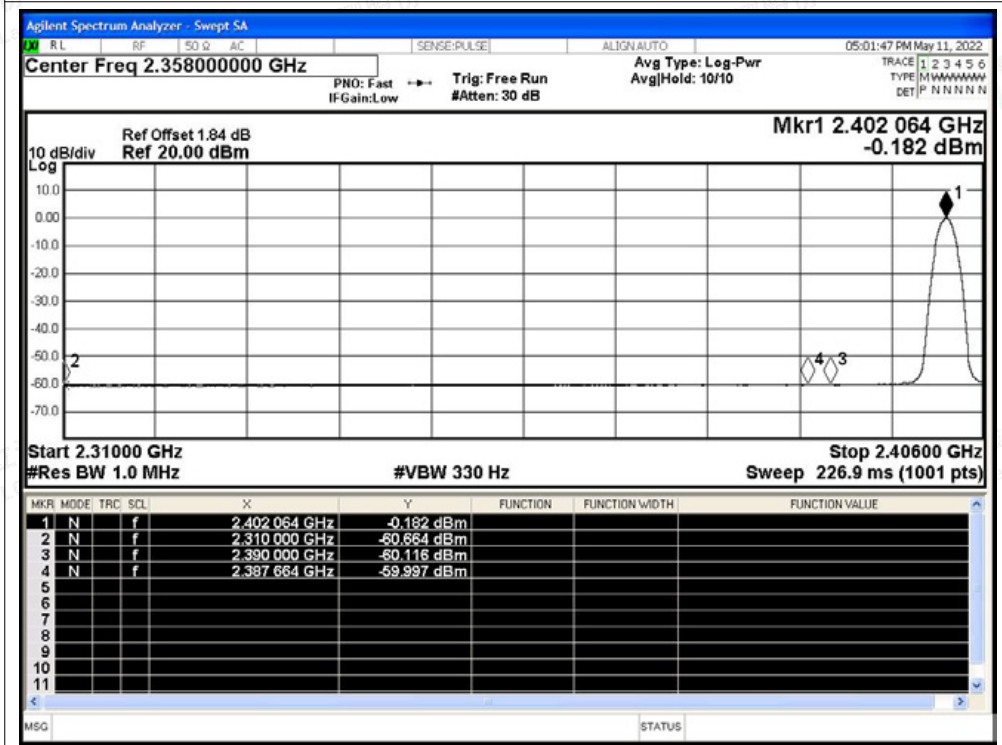 Agilent Spectrum Analyzer - Swept SA
RL RF 50 Ω AC SENSE:PULSE ALIGN AUTO 05:01:47 PM May 11, 2022
Center Freq 2.358000000 GHz
PNO: Fast
IFGain:Low
Trig: Free Run
#Atten: 30 dB
Avg Type: Log-Pwr
Avg|Hold: 10/10
TRACE 1 2 3 4 5 6
TYPE M WWWWW
DET P N N N N N
Ref Offset 1.84 dB
10 dB/div Ref 20.00 dBm
Log
Mkr1 2.402 064 GHz
-0.182 dBm
10.0
0.00
-10.0
-20.0
-30.0
-40.0
-50.0
-60.0
-70.0
1
2
4 3
Start 2.31000 GHz Stop 2.40600 GHz
#Res BW 1.0 MHz #VBW 330 Hz Sweep 226.9 ms (1001 pts)
MKR MODE TRC SCL X Y FUNCTION FUNCTION WIDTH FUNCTION VALUE
1 N f 2.402 064 GHz -0.182 dBm
2 N f 2.310 000 GHz -60.664 dBm
3 N f 2.390 000 GHz -60.116 dBm
4 N f 2.387 664 GHz -59.997 dBm
5
6
7
8
9
10
11
MSG STATUS